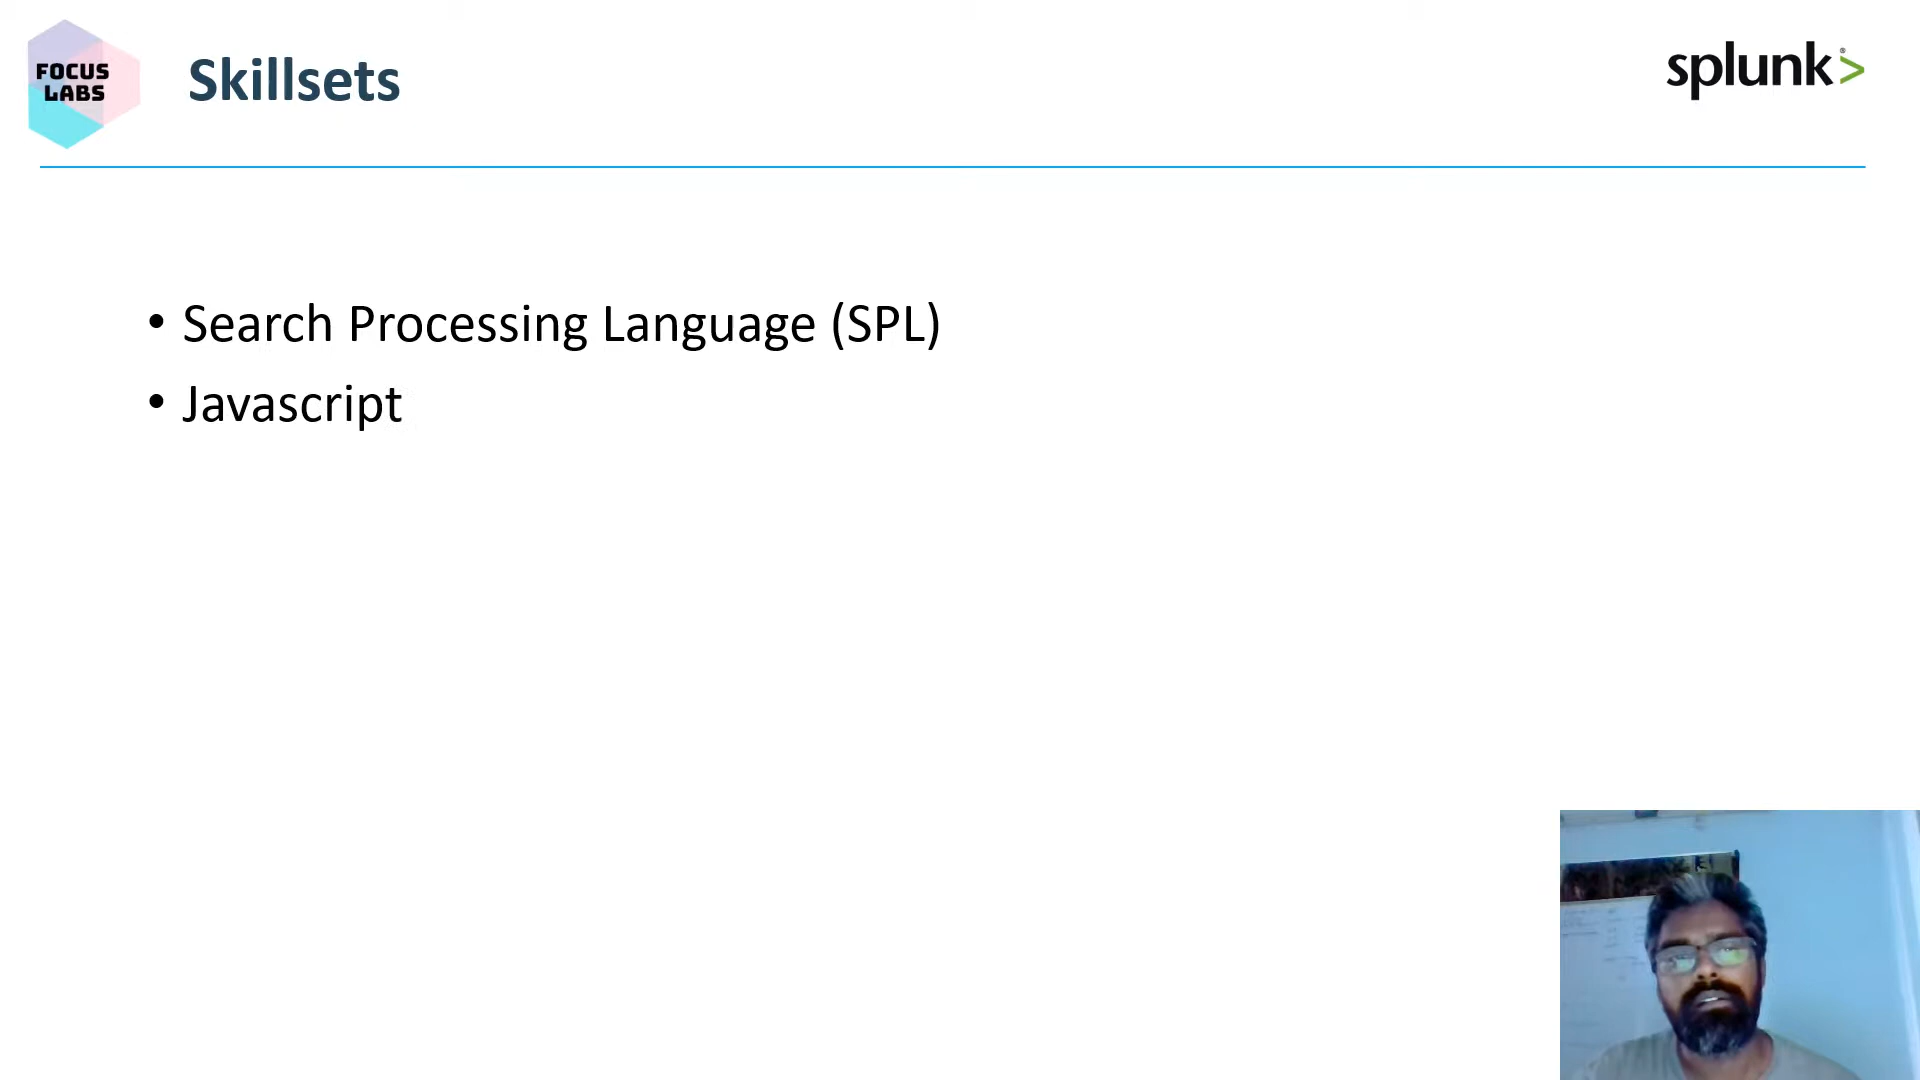 FOCUS
LABS
Skillsets
splunk>
• Search Processing Language (SPL)
• Javascript